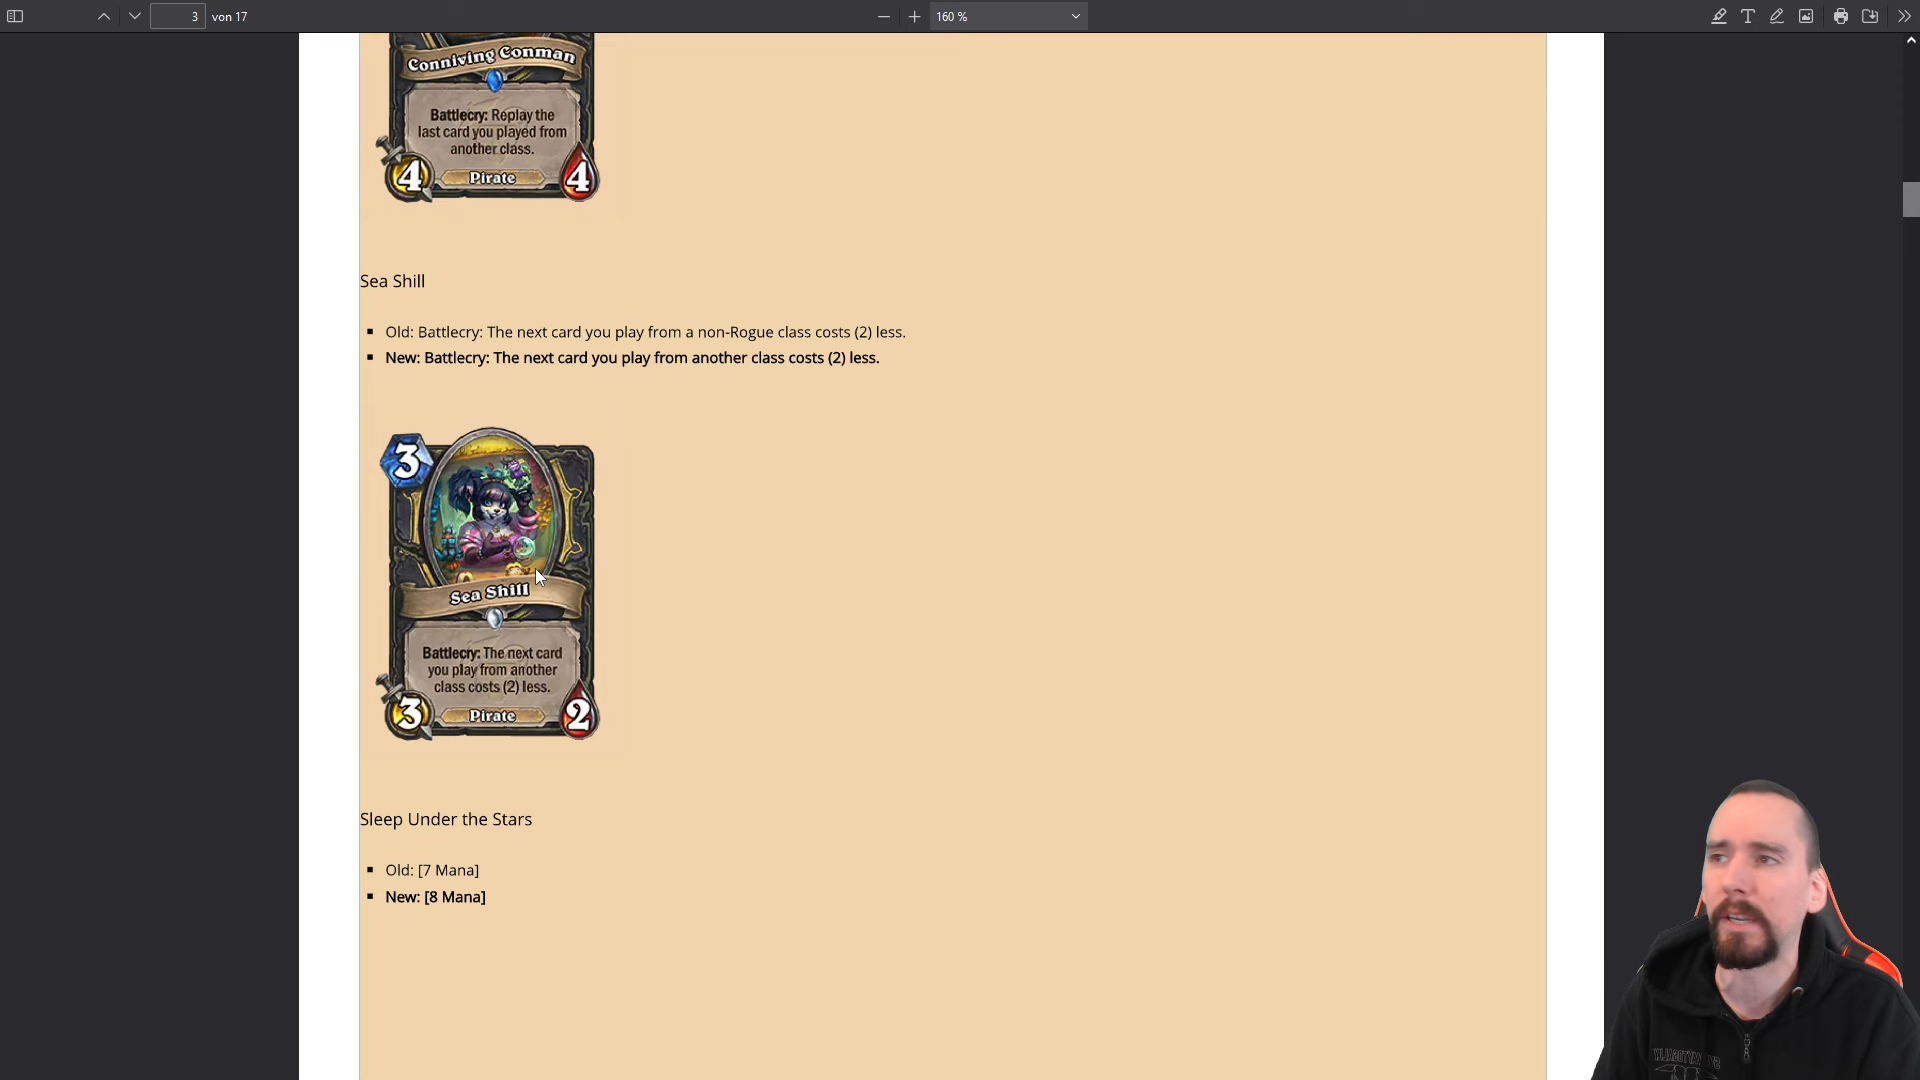 3 von 17
160 %
Conniving Conman
Battlecry: Replay the
last card you played from
another class.
4 Pirate 4
Sea Shill
Old: Battlecry: The next card you play from a non-Rogue class costs (2) less.
New: Battlecry: The next card you play from another class costs (2) less.
3
Sea Shill
Battlecry: The next card
you play from another
class costs (2) less.
3 Pirate 2
Sleep Under the Stars
Old: [7 Mana]
New: [8 Mana]